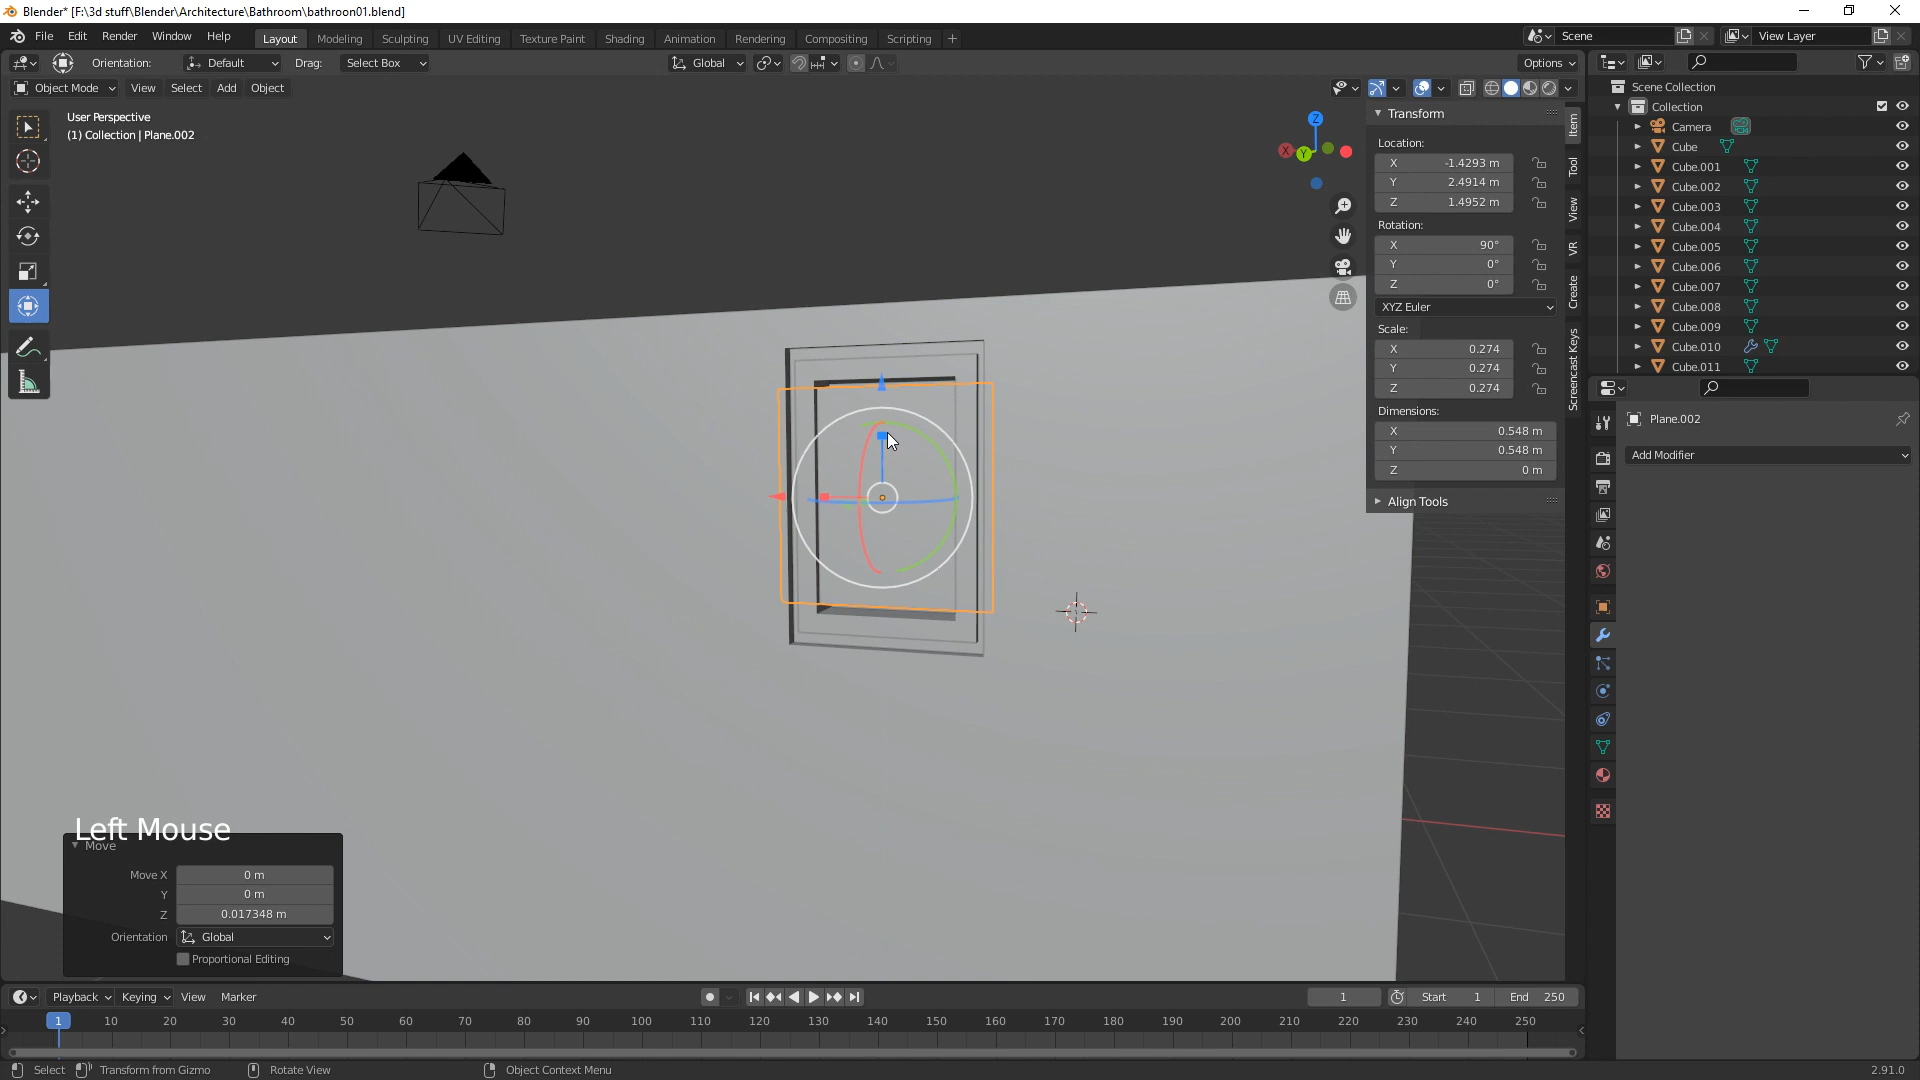 Blender* [F:\3d stuff\Blender\Architecture\Bathroom\bathroon01.blend]
File Edit Render Window Help
Layout Modeling Sculpting UV Editing Texture Paint Shading Animation Rendering Compositing Scripting
Scene
View Layer
Orientation: Default Drag: Select Box
Global
Options
Object Mode View Select Add Object
User Perspective
(1) Collection | Plane.002
Z
X
Y
Transform
Location:
X -1.4293 m
Y 2.4914 m
Z 1.4952 m
Rotation:
X 90°
Y 0°
Z 0°
XYZ Euler
Scale:
X 0.274
Y 0.274
Z 0.274
Dimensions:
X 0.548 m
Y 0.548 m
Z 0 m
Align Tools
Item
Tool
View
VR
Create
Screencast Keys
Scene Collection
Collection
Camera
Cube
Cube.001
Cube.002
Cube.003
Cube.004
Cube.005
Cube.006
Cube.007
Cube.008
Cube.009
Cube.010
Cube.011
Plane.002
Add Modifier
Left Mouse
Move
Move X 0 m
Y 0 m
Z 0.017348 m
Orientation Global
Proportional Editing
Playback Keying View Marker
1
Start 1
End 250
1 10 20 30 40 50 60 70 80 90 100 110 120 130 140 150 160 170 180 190 200 210 220 230 240 250
Select Transform from Gizmo Rotate View Object Context Menu
2.91.0